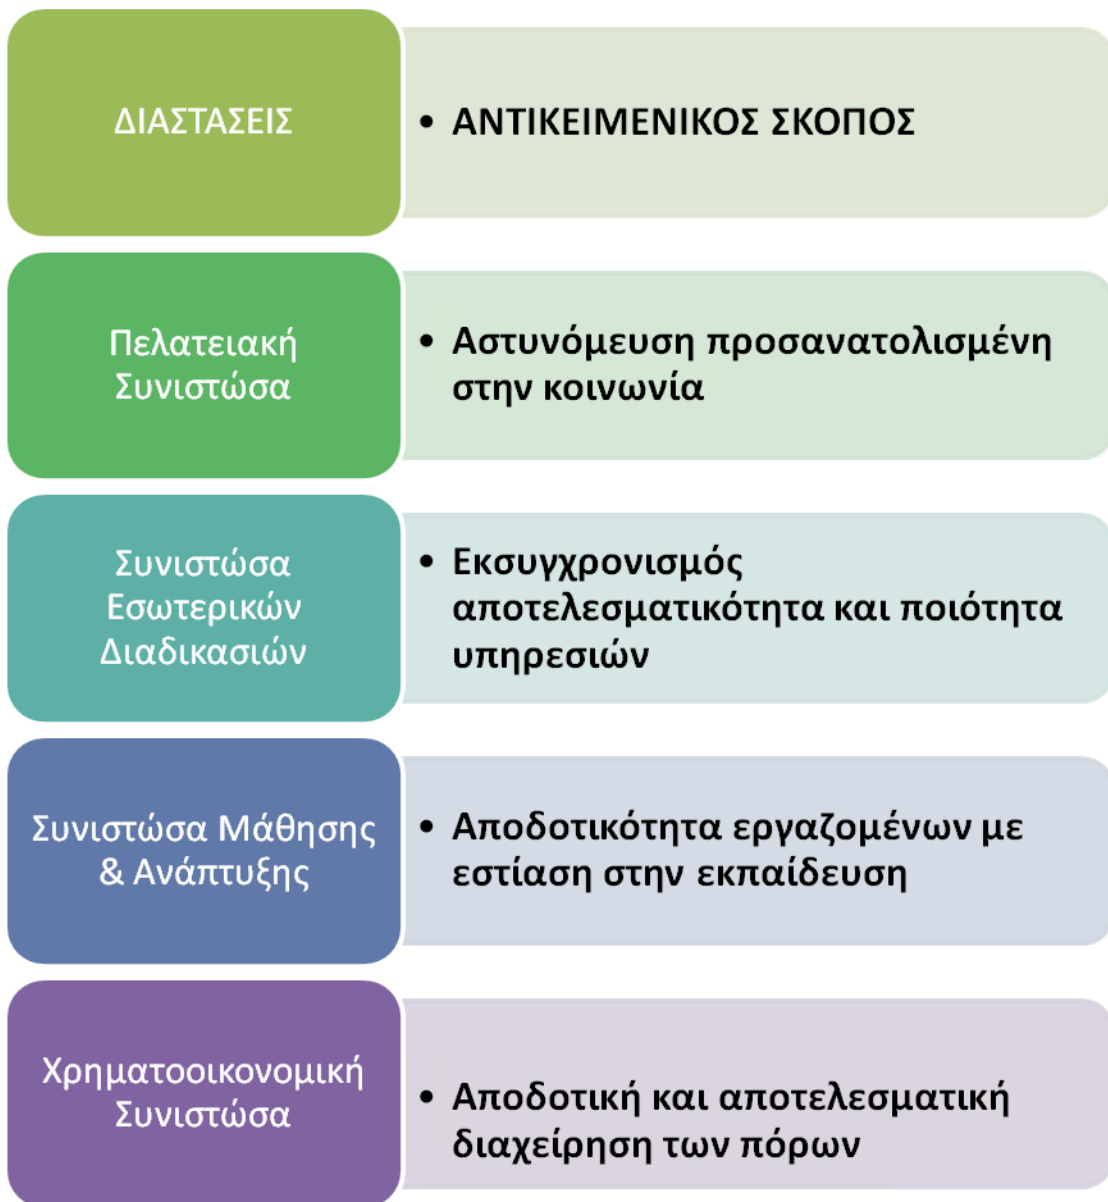 ΔΙΑΣΤΑΣΕΙΣ
• ΑΝΤΙΚΕΙΜΕΝΙΚΟΣ ΣΚΟΠΟΣ
Πελατειακή
Συνιστώσα
• Αστυνόμευση προσανατολισμένη
στην κοινωνία
Συνιστώσα
Εσωτερικών
Διαδικασιών
• Εκσυγχρονισμός
αποτελεσματικότητα και ποιότητα
υπηρεσιών
Συνιστώσα Μάθησης
& Ανάπτυξης
• Αποδοτικότητα εργαζομένων με
εστίαση στην εκπαίδευση
Χρηματοοικονομική
Συνιστώσα
• Αποδοτική και αποτελεσματική
διαχείρηση των πόρων